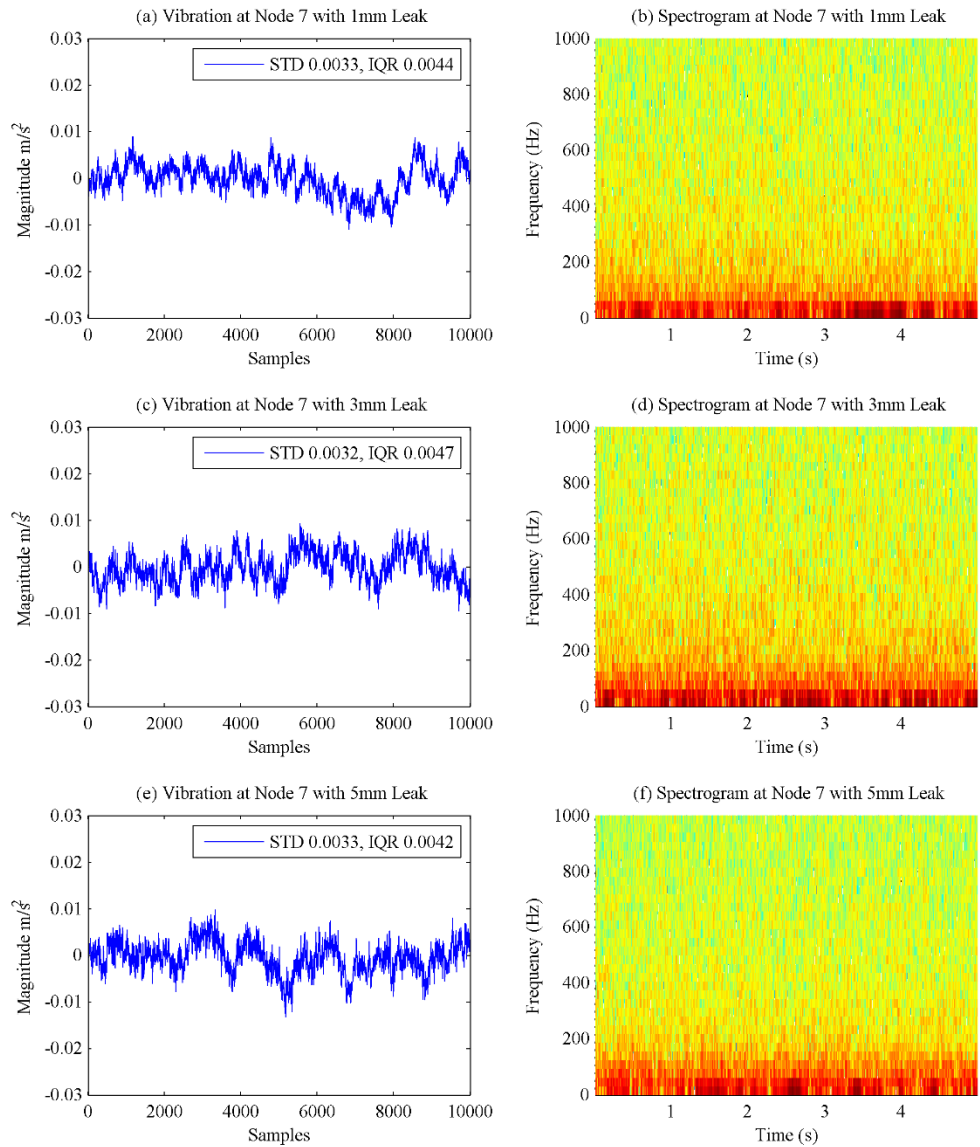 (a) Vibration at Node 7 with 1mm Leak
0.03
0.02
0.01
0
-0.01
-0.02
-0.03
Magnitude m/s²
STD 0.0033, IQR 0.0044
0 2000 4000 6000 8000 10000
Samples
(b) Spectrogram at Node 7 with 1mm Leak
1000
800
600
400
200
0
Frequency (Hz)
1 2 3 4
Time (s)
(c) Vibration at Node 7 with 3mm Leak
0.03
0.02
0.01
0
-0.01
-0.02
-0.03
Magnitude m/s²
STD 0.0032, IQR 0.0047
0 2000 4000 6000 8000 10000
Samples
(d) Spectrogram at Node 7 with 3mm Leak
1000
800
600
400
200
0
Frequency (Hz)
1 2 3 4
Time (s)
(e) Vibration at Node 7 with 5mm Leak
0.03
0.02
0.01
0
-0.01
-0.02
-0.03
Magnitude m/s²
STD 0.0033, IQR 0.0042
0 2000 4000 6000 8000 10000
Samples
(f) Spectrogram at Node 7 with 5mm Leak
1000
800
600
400
200
0
Frequency (Hz)
1 2 3 4
Time (s)